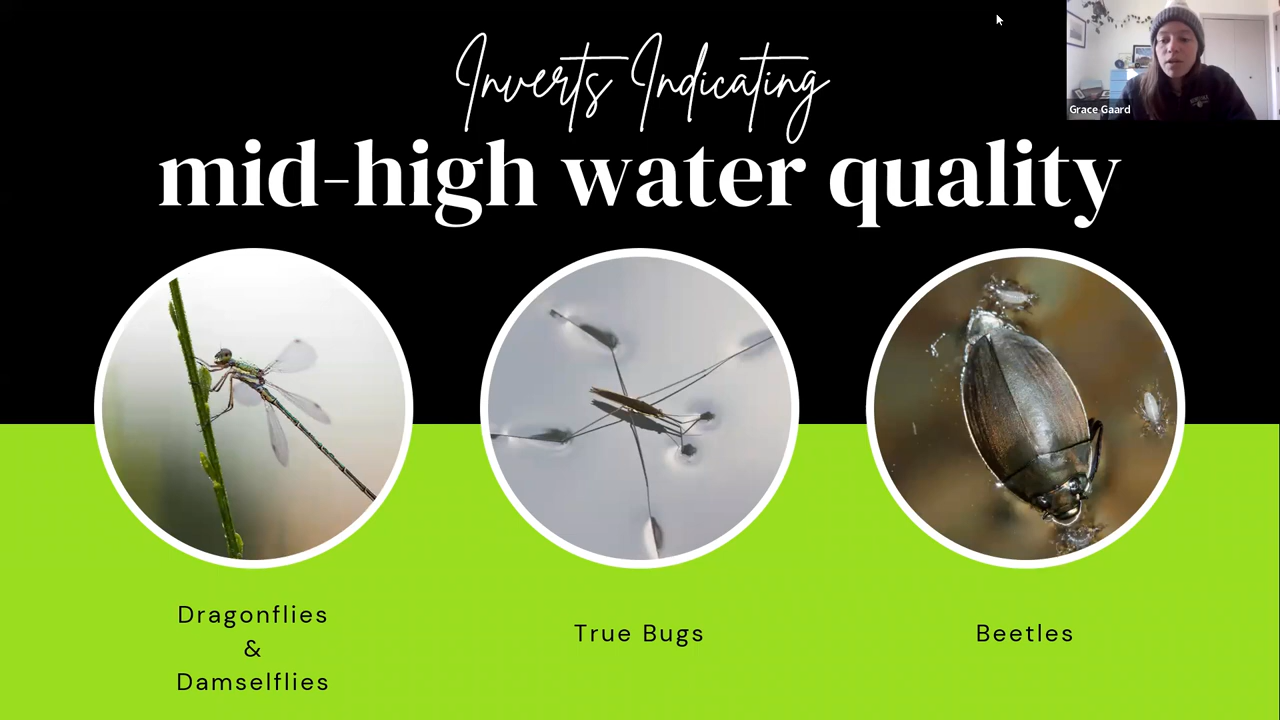 Inverts Indicating
mid-high water quality
Grace Gaard
Dragonflies
&
Damselflies
True Bugs
Beetles